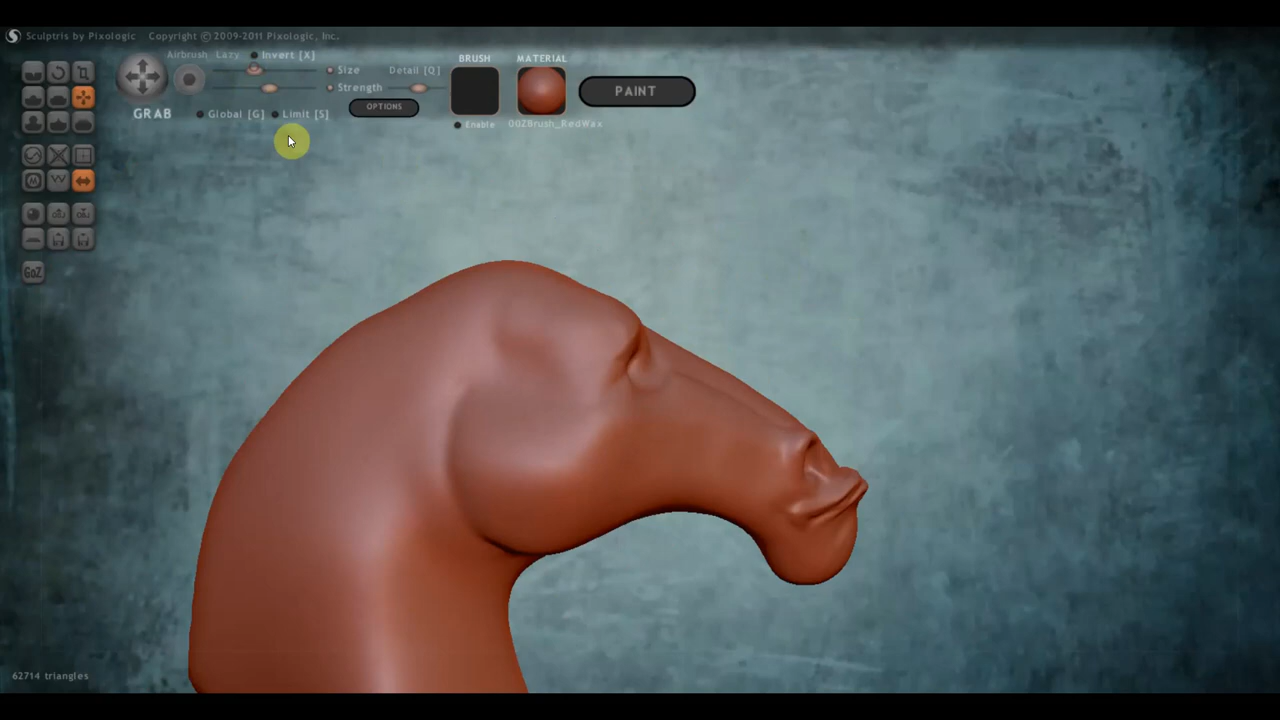 Sculptris by Pixologic Copyright © 2009-2011 Pixologic, Inc.
Airbrush Lazy Invert [X]
Size Detail [Q]
Strength
GRAB Global [G] Limit [S]
OPTIONS
BRUSH
Enable
MATERIAL
00ZBrush_RedWax
PAINT
GoZ
62714 triangles